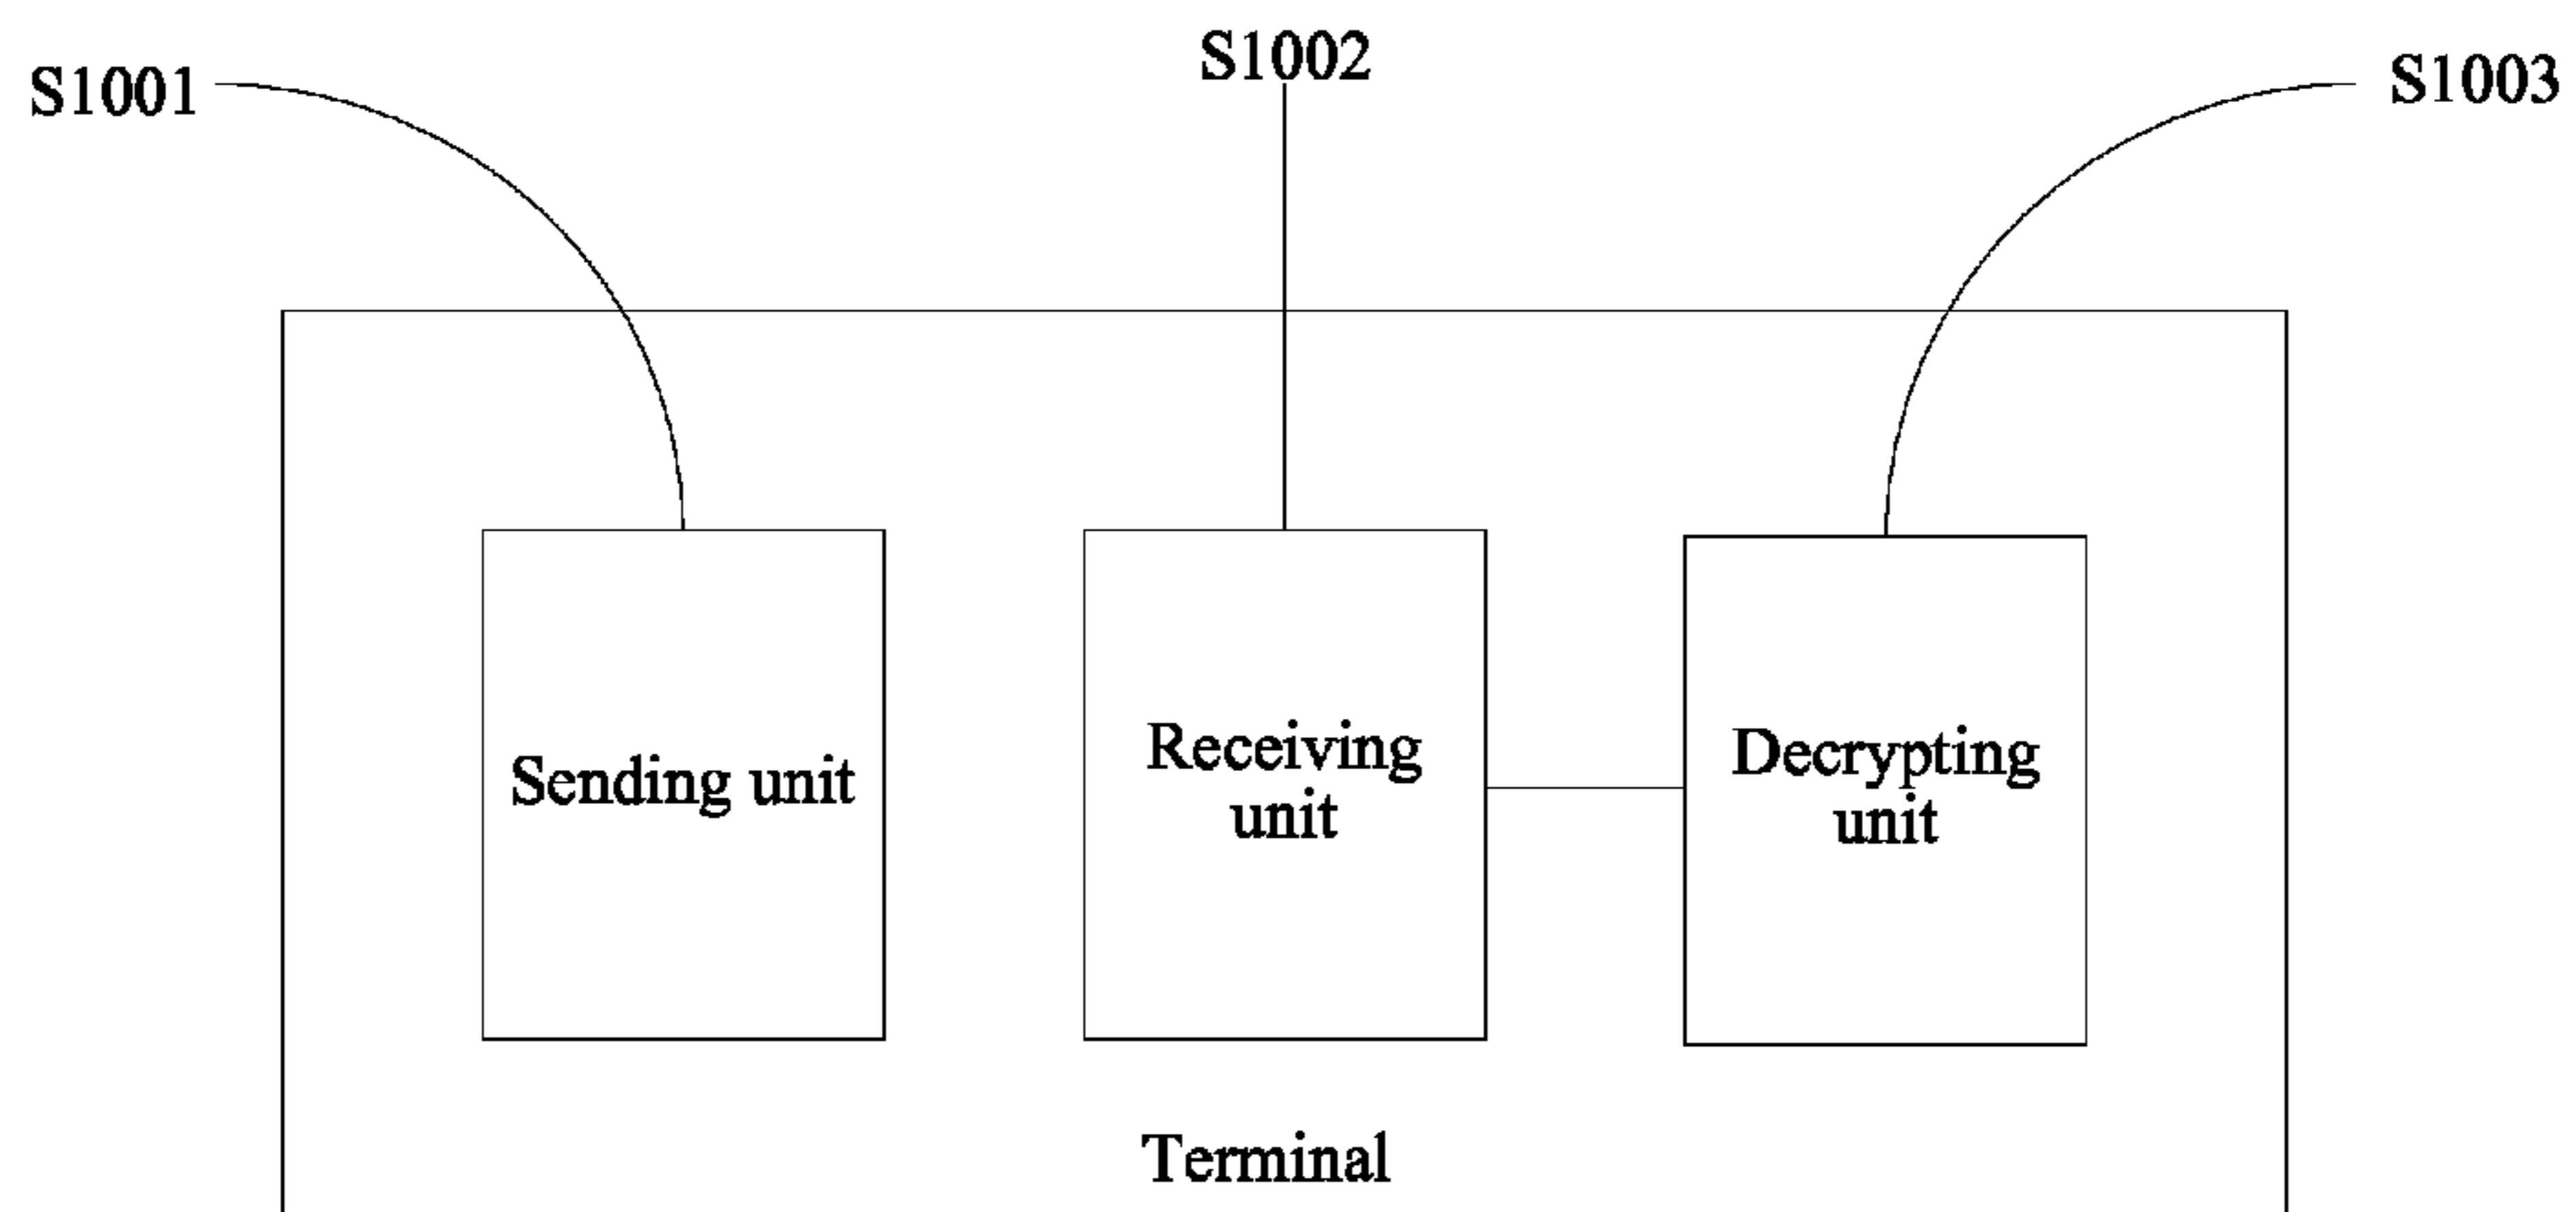 S1001
S1002
S1003
Sending unit
Receiving
unit
Decrypting
unit
Terminal